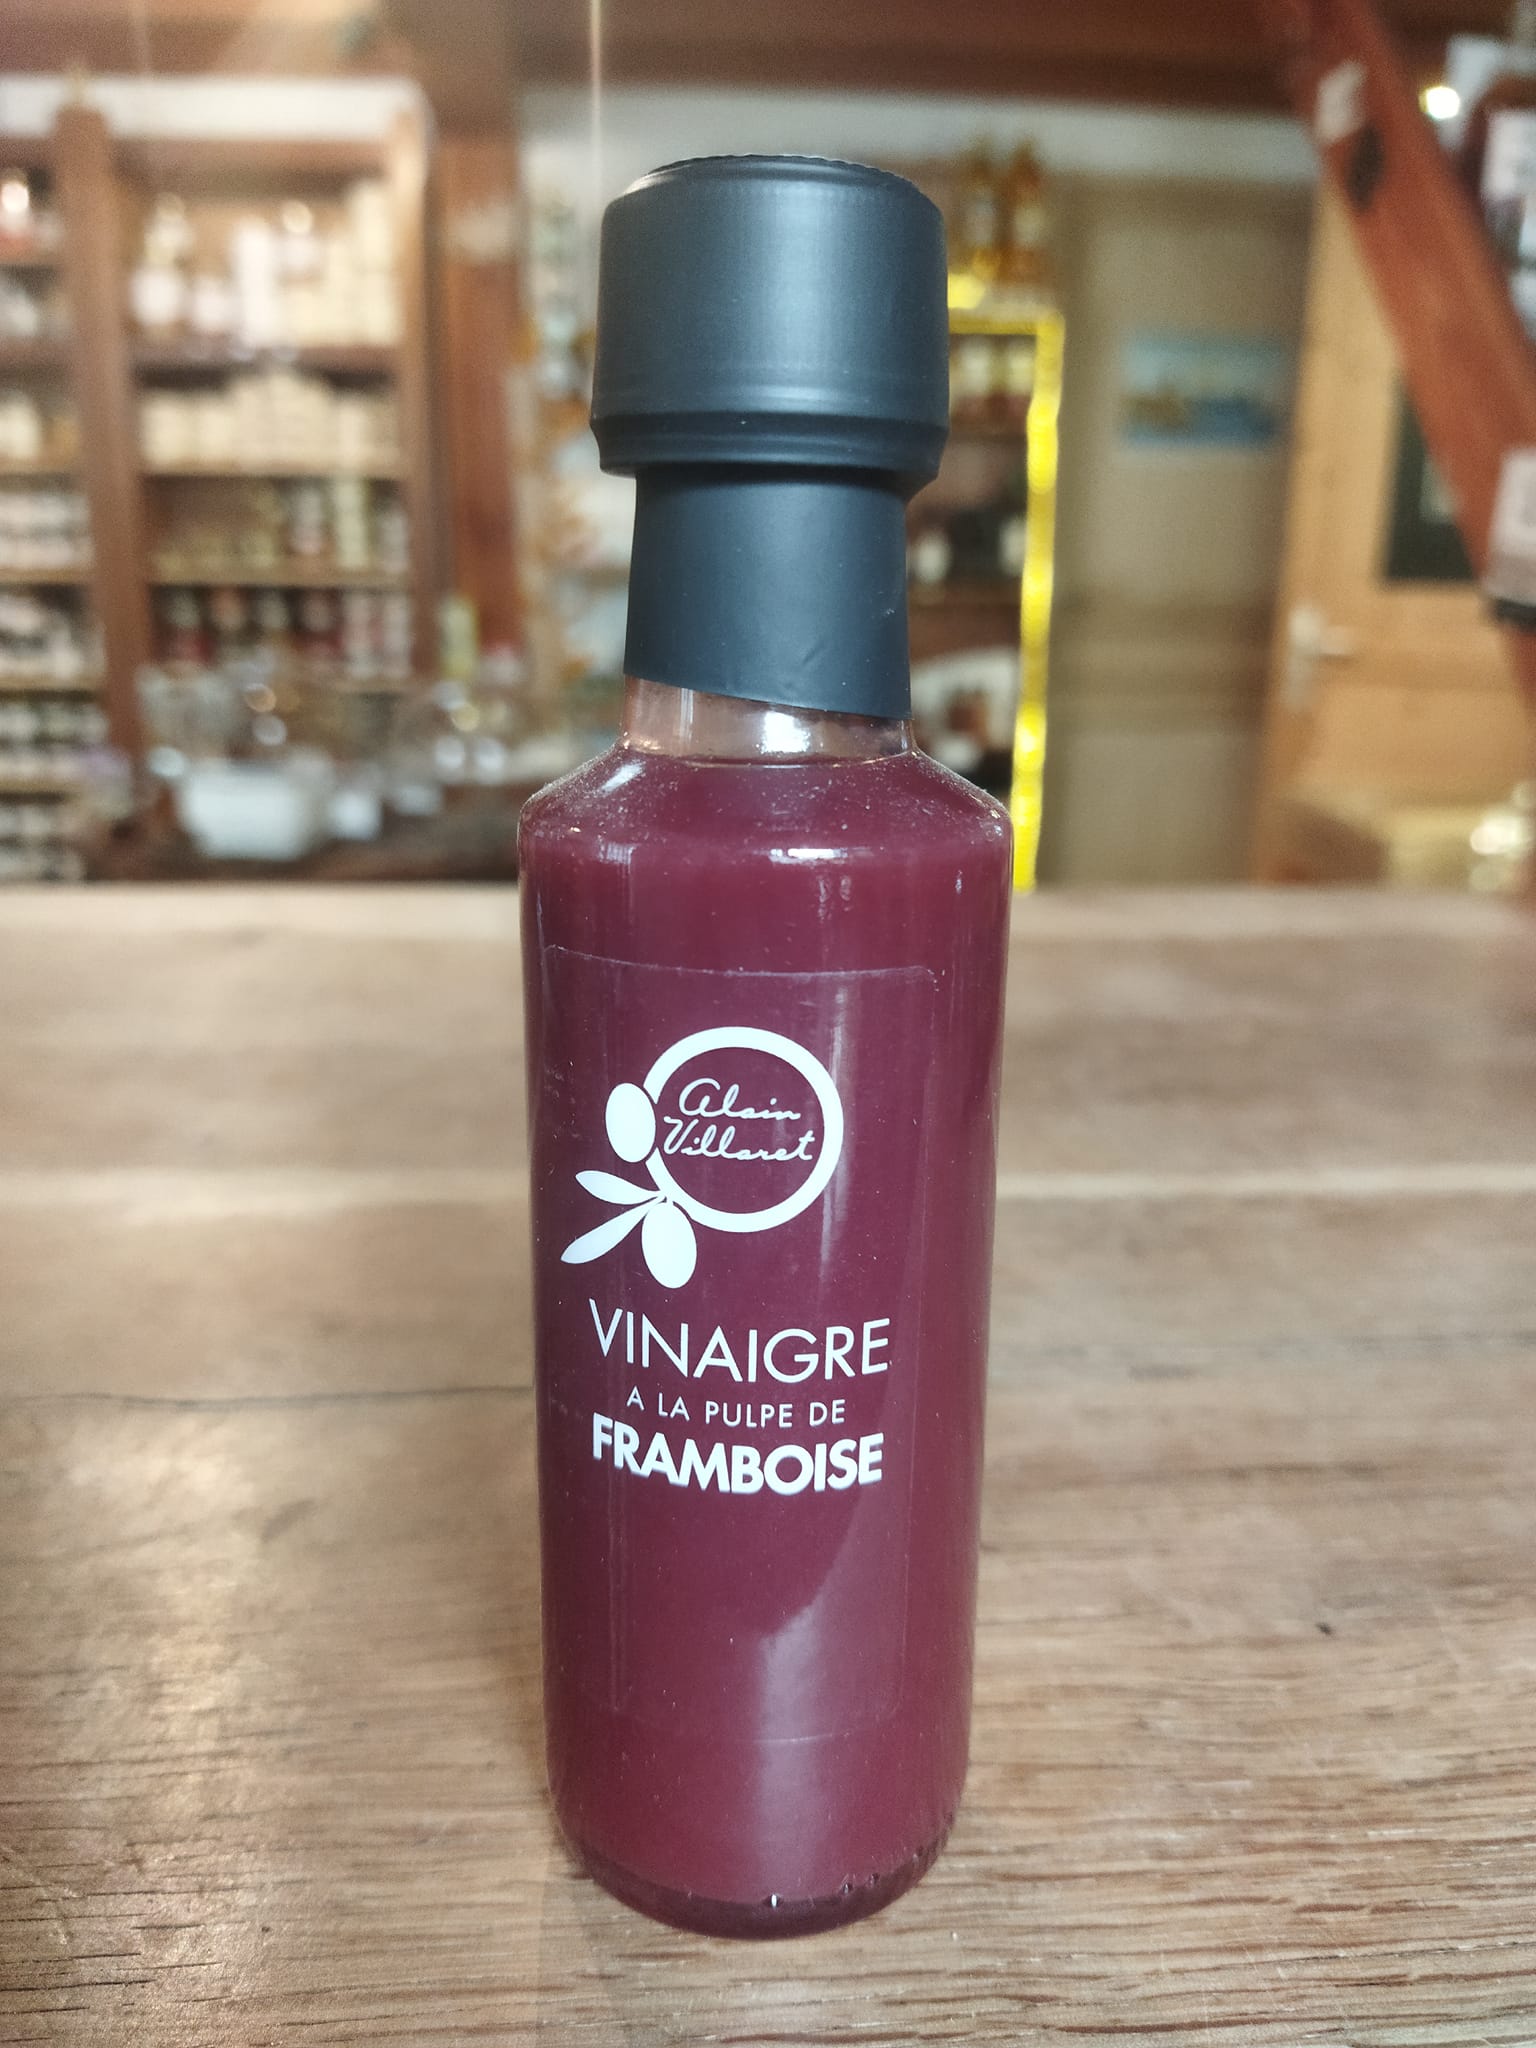 Alain
Villaret
VINAIGRE
A LA PULPE DE
FRAMBOISE